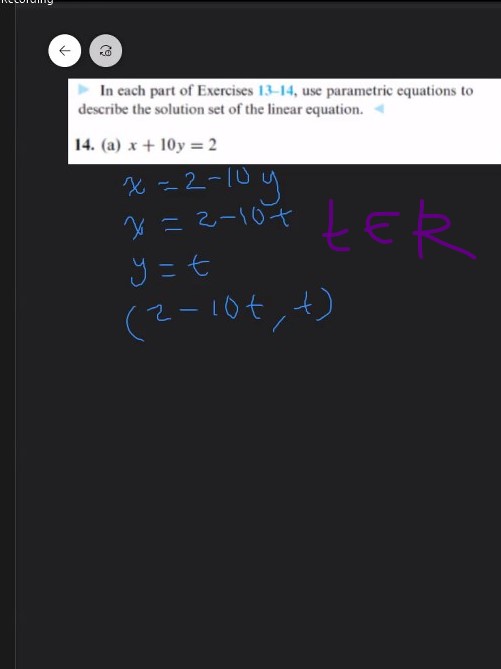 Recording
In each part of Exercises 13–14, use parametric equations to
describe the solution set of the linear equation.
14. (a) x + 10y = 2
x = 2-10y
x = 2-10t
t ∈ R
y = t
(2-10t, t)